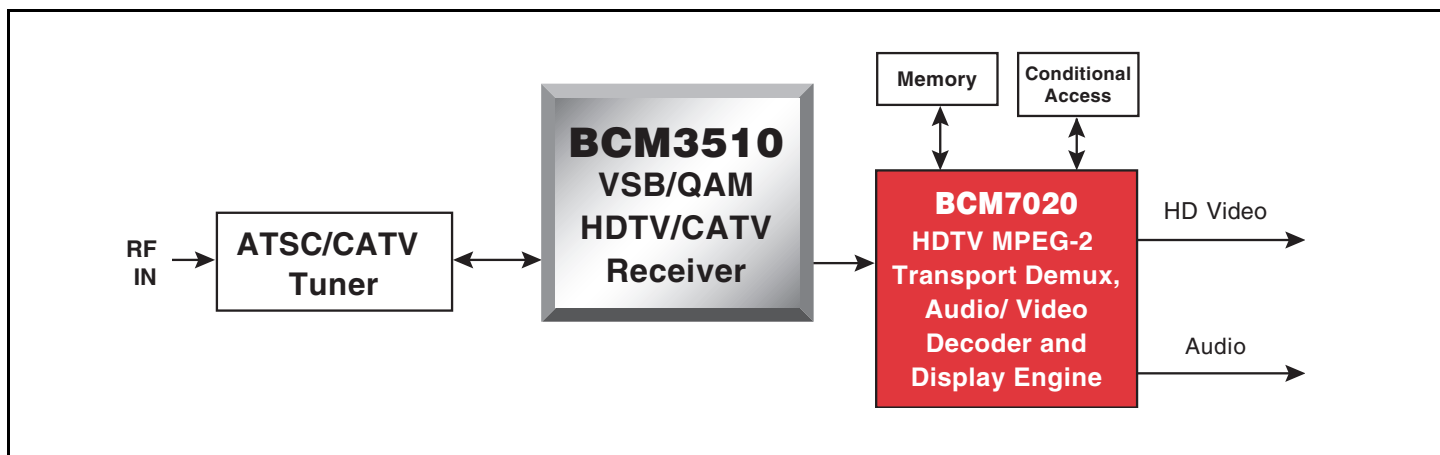 RF
IN
ATSC/CATV
Tuner
BCM3510
VSB/QAM
HDTV/CATV
Receiver
Memory
Conditional
Access
BCM7020
HDTV MPEG-2
Transport Demux,
Audio/ Video
Decoder and
Display Engine
HD Video
Audio